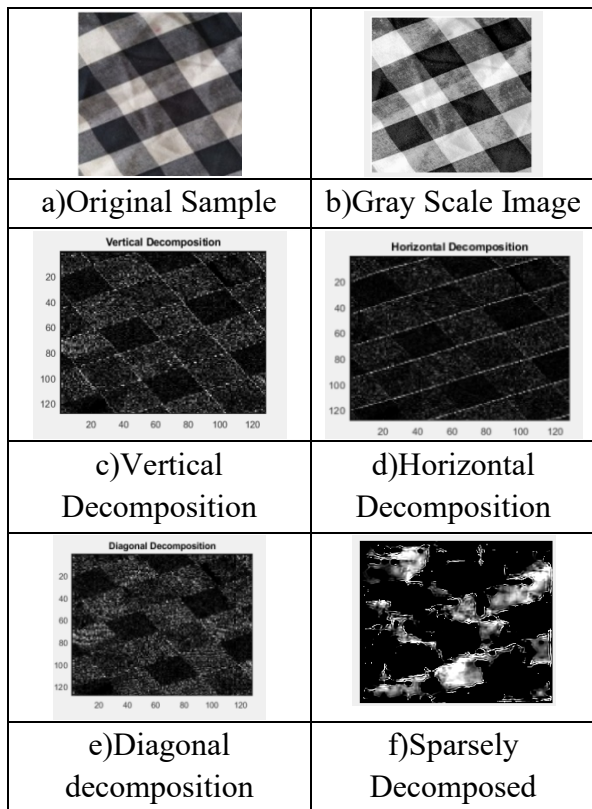 a)Original Sample
b)Gray Scale Image
Vertical Decomposition
20
40
60
80
100
120
20 40 60 80 100 120
Horizontal Decomposition
20
40
60
80
100
120
20 40 60 80 100 120
c)Vertical
Decomposition
d)Horizontal
Decomposition
Diagonal Decomposition
20
40
60
80
100
120
20 40 60 80 100 120
e)Diagonal
decomposition
f)Sparsely
Decomposed